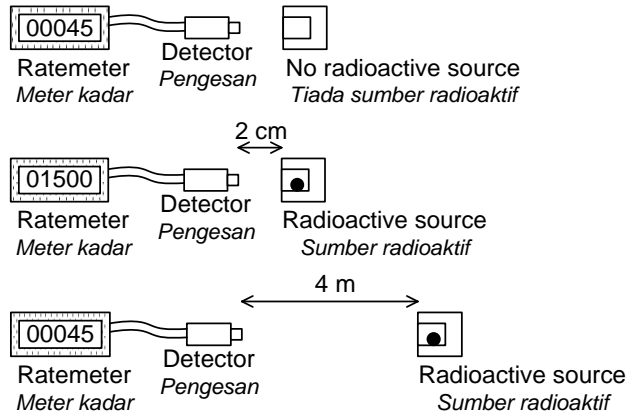 00045
Ratemeter
Meter kadar
Detector
Pengesan
No radioactive source
Tiada sumber radioaktif
2 cm
01500
Ratemeter
Meter kadar
Detector
Pengesan
Radioactive source
Sumber radioaktif
4 m
00045
Ratemeter
Meter kadar
Detector
Pengesan
Radioactive source
Sumber radioaktif